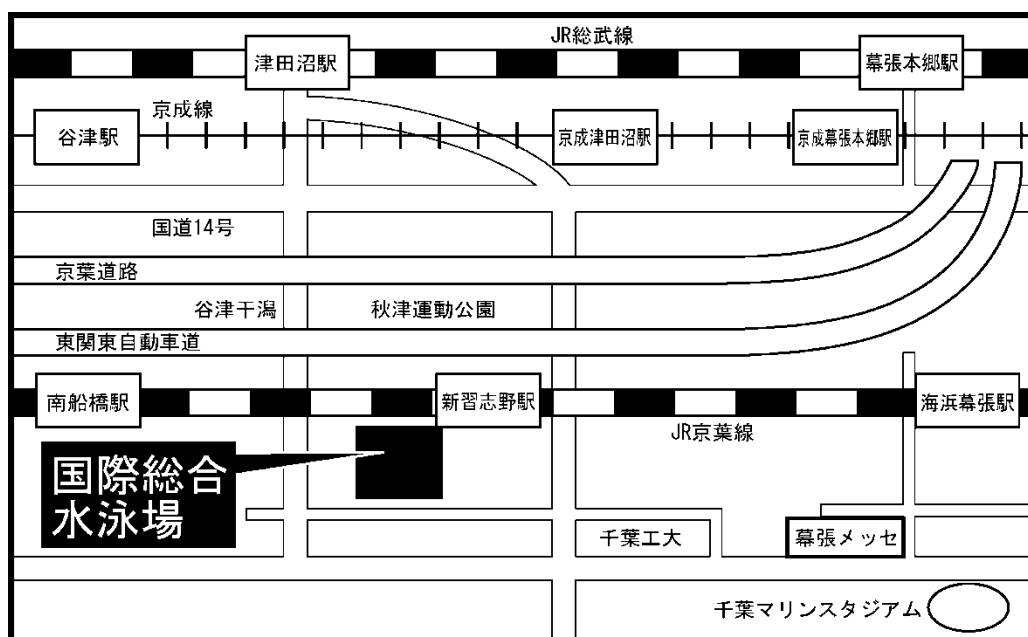 JR総武線
津田沼駅
幕張本郷駅
京成線
谷津駅
京成津田沼駅
京成幕張本郷駅
国道14号
京葉道路
谷津干潟
秋津運動公園
東関東自動車道
南船橋駅
新習志野駅
海浜幕張駅
JR京葉線
国際総合
水泳場
千葉工大
幕張メッセ
千葉マリンスタジアム